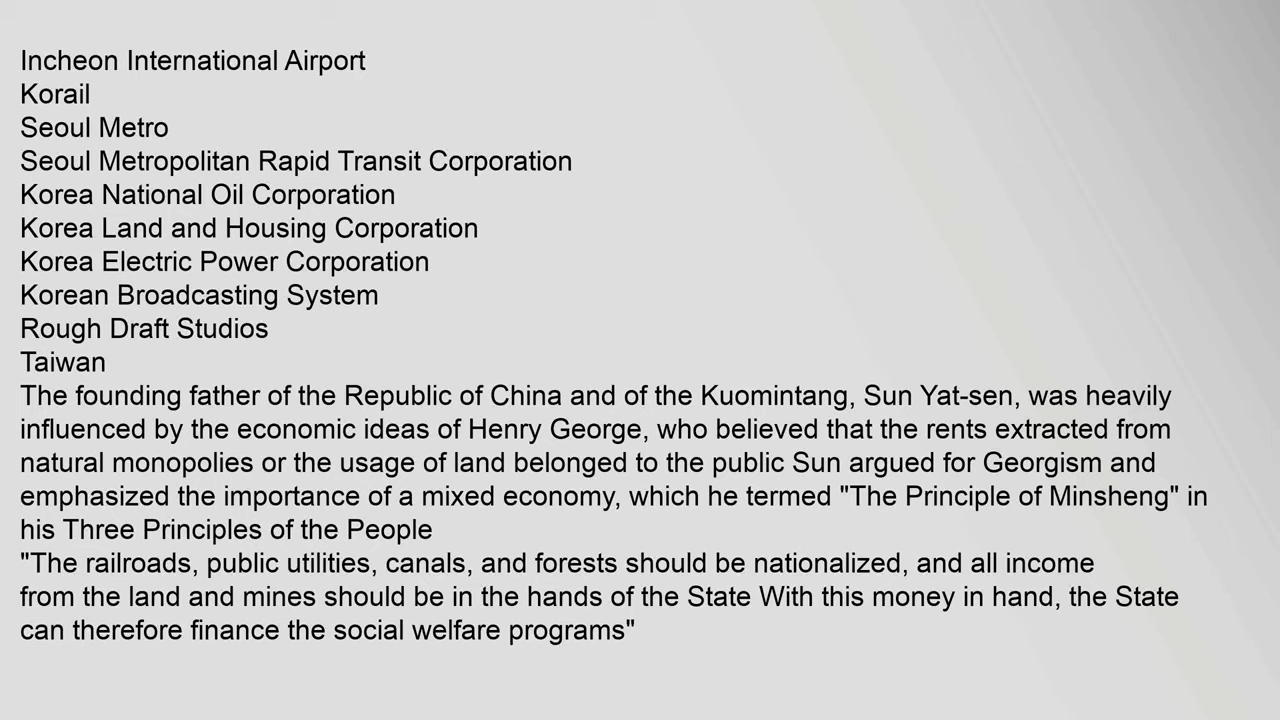 Incheon International Airport
Korail
Seoul Metro
Seoul Metropolitan Rapid Transit Corporation
Korea National Oil Corporation
Korea Land and Housing Corporation
Korea Electric Power Corporation
Korean Broadcasting System
Rough Draft Studios
Taiwan
The founding father of the Republic of China and of the Kuomintang, Sun Yat-sen, was heavily
influenced by the economic ideas of Henry George, who believed that the rents extracted from
natural monopolies or the usage of land belonged to the public Sun argued for Georgism and
emphasized the importance of a mixed economy, which he termed "The Principle of Minsheng" in
his Three Principles of the People
"The railroads, public utilities, canals, and forests should be nationalized, and all income
from the land and mines should be in the hands of the State With this money in hand, the State
can therefore finance the social welfare programs"